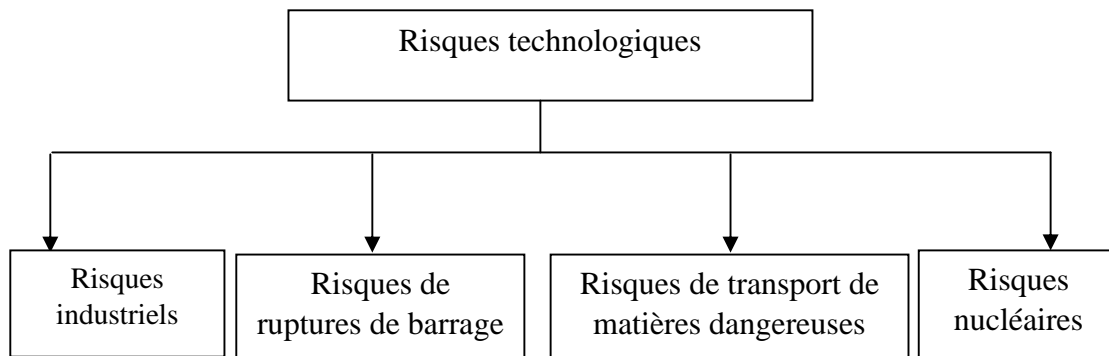 Risques technologiques
Risques
industriels
Risques de
ruptures de barrage
Risques de transport de
matières dangereuses
Risques
nucléaires